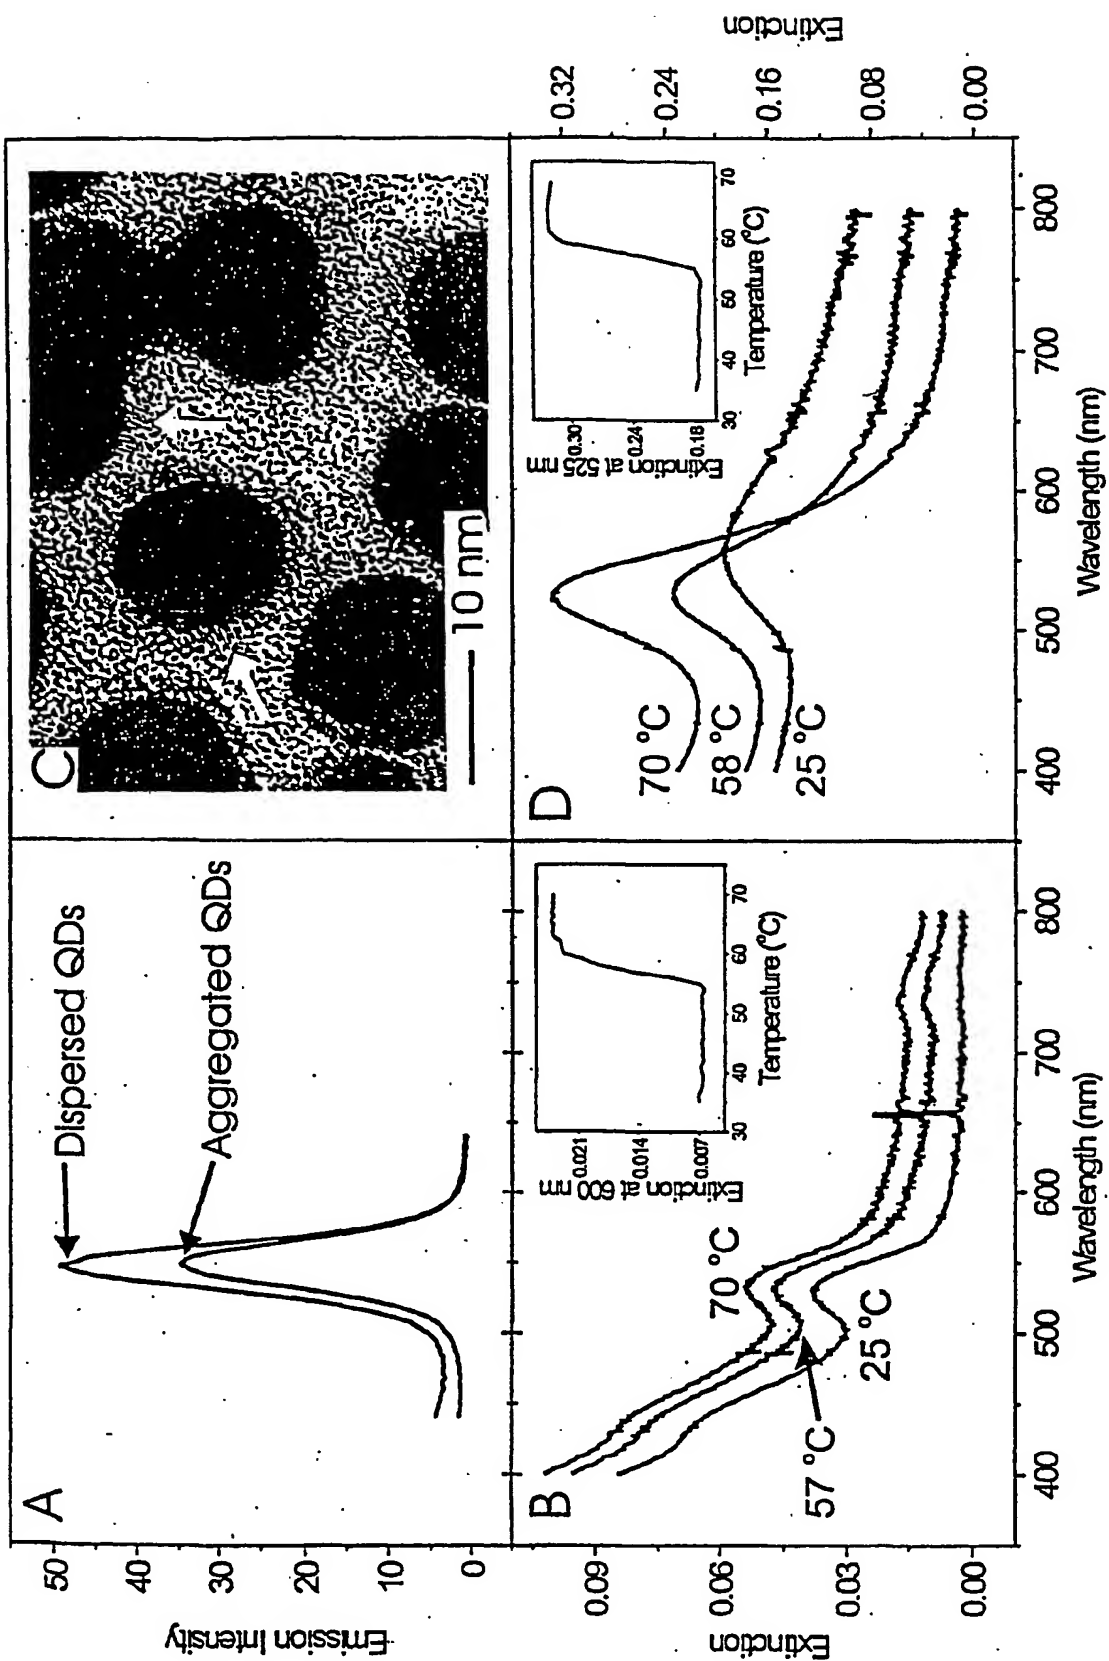 A
Dispersed QDs
Aggregated QDs
Emission Intensity
50
40
30
20
10
0
C
10 nm
B
70 °C
57 °C
25 °C
Extinction
0.09
0.06
0.03
0.00
400
500
600
700
800
Wavelength (nm)
Extinction at 600 nm
0.021
0.014
0.007
30
40
50
60
70
Temperature (°C)
D
70 °C
58 °C
25 °C
Extinction
0.32
0.24
0.16
0.08
0.00
400
500
600
700
800
Wavelength (nm)
Extinction at 525 nm
0.30
0.24
0.18
30
40
50
60
70
Temperature (°C)